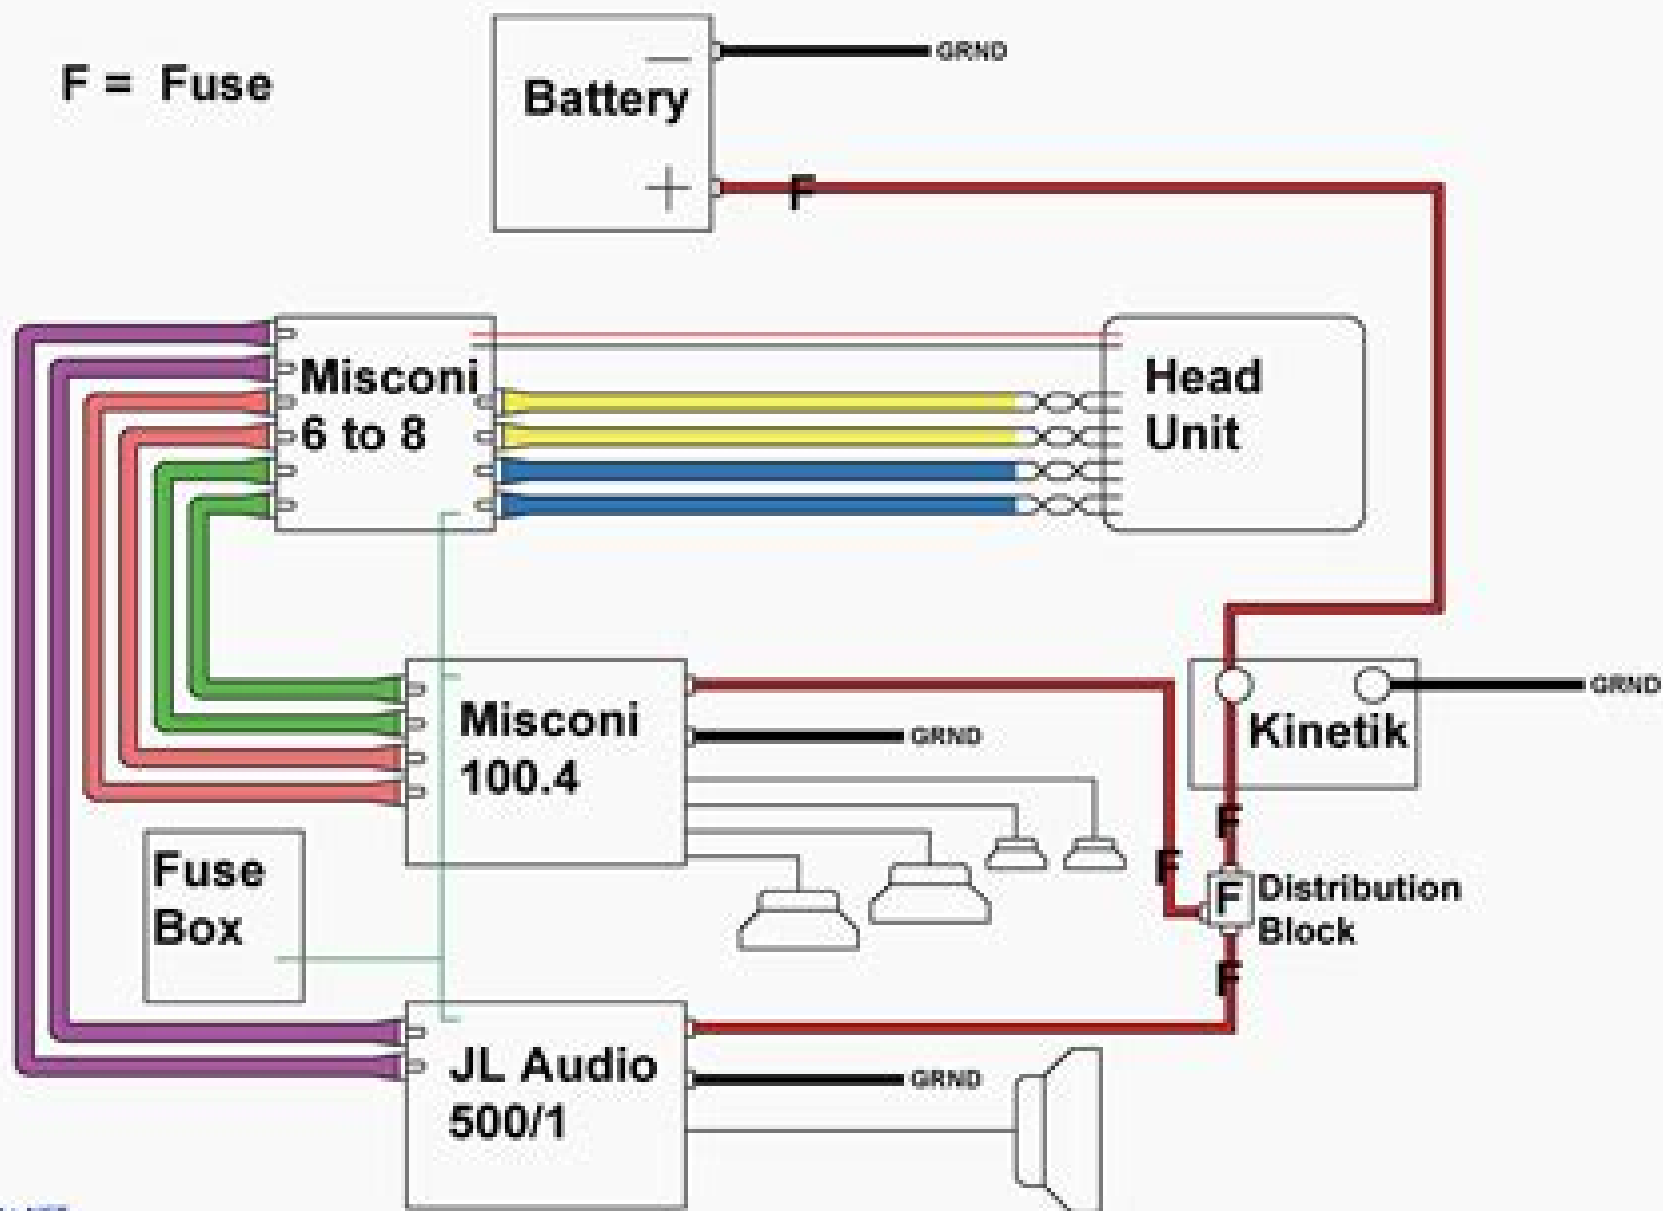 F = Fuse
Battery
GRND
F
Misconi
6 to 8
Head
Unit
Misconi
100.4
GRND
Kinetik
GRND
F
F
F
Distribution
Block
F
Fuse
Box
JL Audio
500/1
GRND